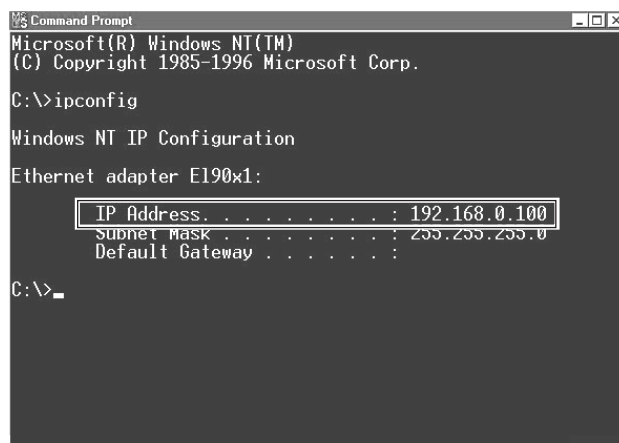 Command Prompt
Microsoft(R) Windows NT(TM)
(C) Copyright 1985-1996 Microsoft Corp.
C:\>ipconfig
Windows NT IP Configuration
Ethernet adapter El90x1:
IP Address. . . . . . . . . : 192.168.0.100
Subnet Mask . . . . . . . . : 255.255.255.0
Default Gateway . . . . . . :
C:\>